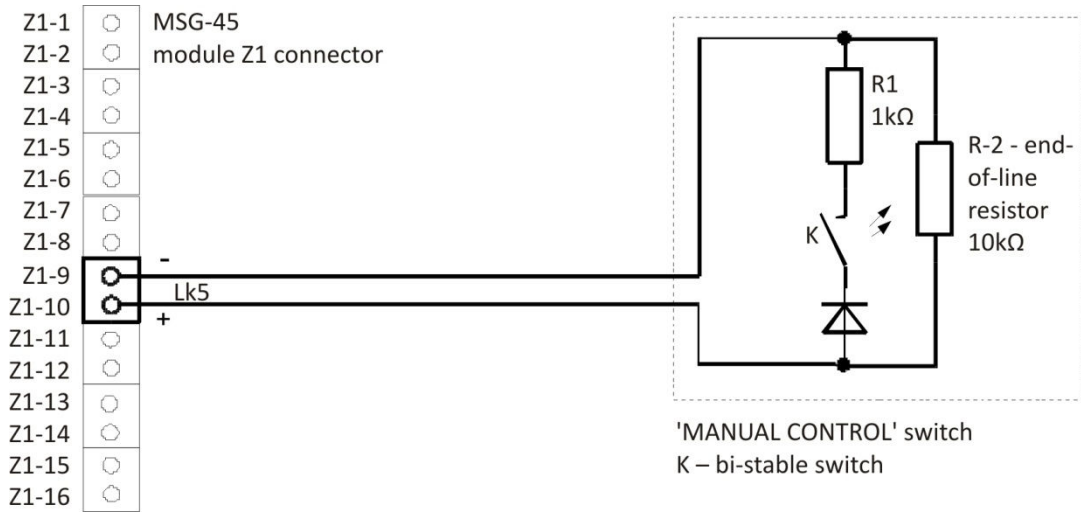 Z1-1
MSG-45
Z1-2
module Z1 connector
Z1-3
Z1-4
Z1-5
Z1-6
Z1-7
Z1-8
Z1-9
-
Lk5
Z1-10
+
Z1-11
Z1-12
Z1-13
Z1-14
Z1-15
Z1-16
R1
1kΩ
R-2 - end-
of-line
resistor
10kΩ
K
'MANUAL CONTROL' switch
K – bi-stable switch